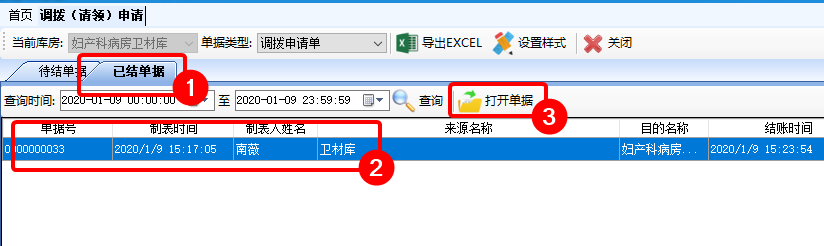 首页 调拨（请领）申请
当前库房: 妇产科病房卫材库 单据类型: 调拨申请单 导出EXCEL 设置样式 关闭
待结单据 已结单据
1
查询时间: 2020-01-09 00:00:00 至 2020-01-09 23:59:59 查询 打开单据
3
单据号 制表时间 制表人姓名 来源名称 目的名称 结账时间
0000000033 2020/1/9 15:17:05 南薇 卫材库 妇产科病房... 2020/1/9 15:23:54
2